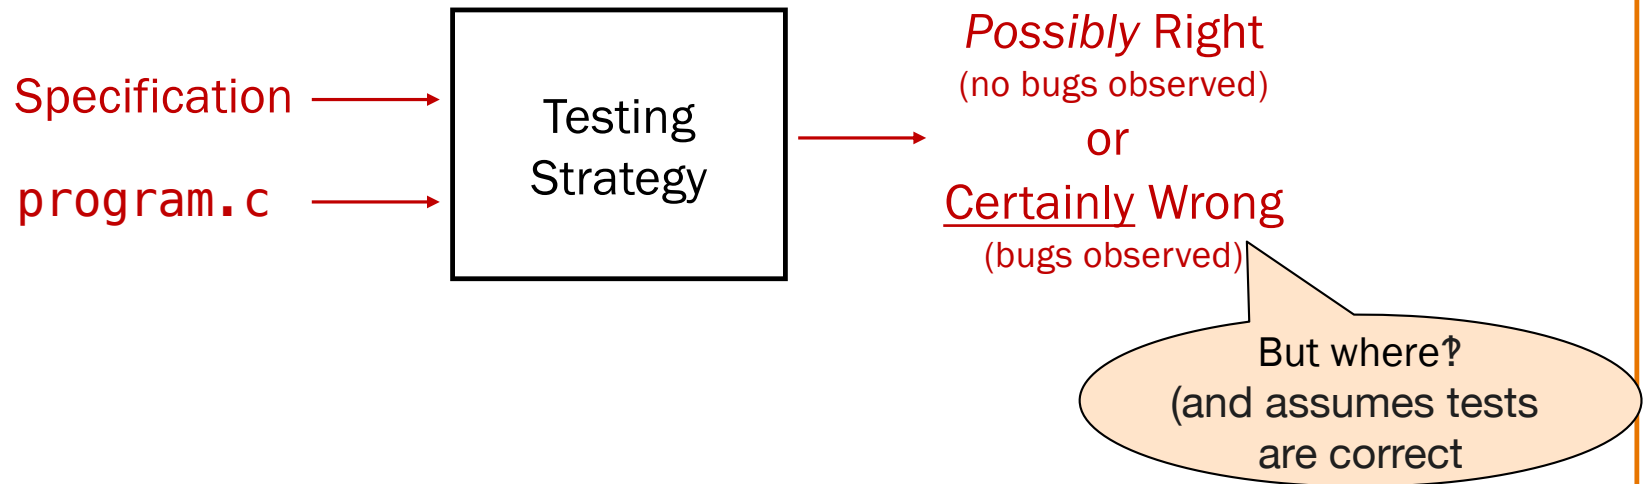 Specification
program.c
Testing
Strategy
Possibly Right
(no bugs observed)
or
Certainly Wrong
(bugs observed)
But where‽
(and assumes tests
are correct